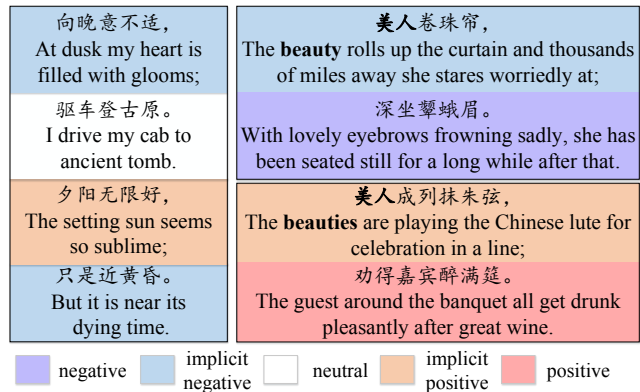 向晚意不适,
At dusk my heart is
filled with glooms;
驱车登古原。
I drive my cab to
ancient tomb.
夕阳无限好,
The setting sun seems
so sublime;
只是近黄昏。
But it is near its
dying time.
美人卷珠帘,
The beauty rolls up the curtain and thousands
of miles away she stares worriedly at;
深坐颦蛾眉。
With lovely eyebrows frowning sadly, she has
been seated still for a long while after that.
美人成列抹朱弦,
The beauties are playing the Chinese lute for
celebration in a line;
劝得嘉宾醉满筵。
The guest around the banquet all get drunk
pleasantly after great wine.
negative
implicit
negative
neutral
implicit
positive
positive